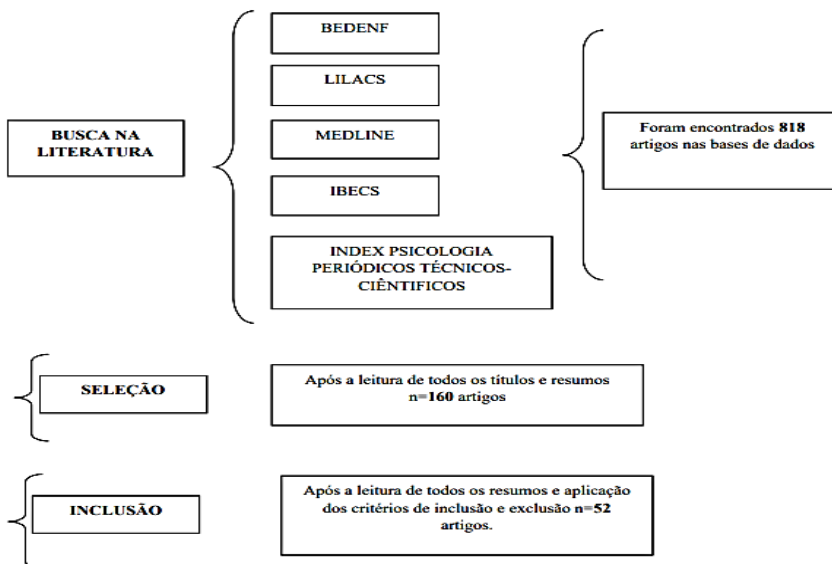 BEDENF
LILACS
BUSCA NA
LITERATURA
MEDLINE
IBECS
INDEX PSICOLOGIA
PERIÓDICOS TÉCNICOS-
CIÊNTIFICOS
Foram encontrados 818
artigos nas bases de dados
SELEÇÃO
Após a leitura de todos os títulos e resumos
n=160 artigos
INCLUSÃO
Após a leitura de todos os resumos e aplicação
dos critérios de inclusão e exclusão n=52
artigos.